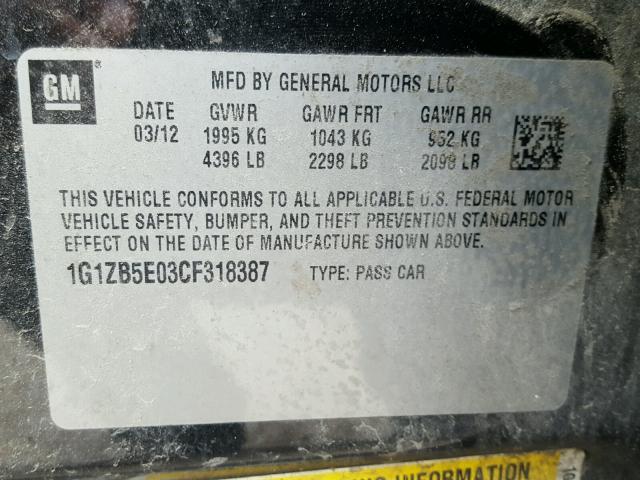 GM ®
MFD BY GENERAL MOTORS LLC
DATE GVWR GAWR FRT GAWR RR
03/12 1995 KG 1043 KG 952 KG
4396 LB 2298 LB 2098 LB
THIS VEHICLE CONFORMS TO ALL APPLICABLE U.S. FEDERAL MOTOR
VEHICLE SAFETY, BUMPER, AND THEFT PREVENTION STANDARDS IN
EFFECT ON THE DATE OF MANUFACTURE SHOWN ABOVE.
1G1ZB5E03CF318387 TYPE: PASS CAR
INFORMATION